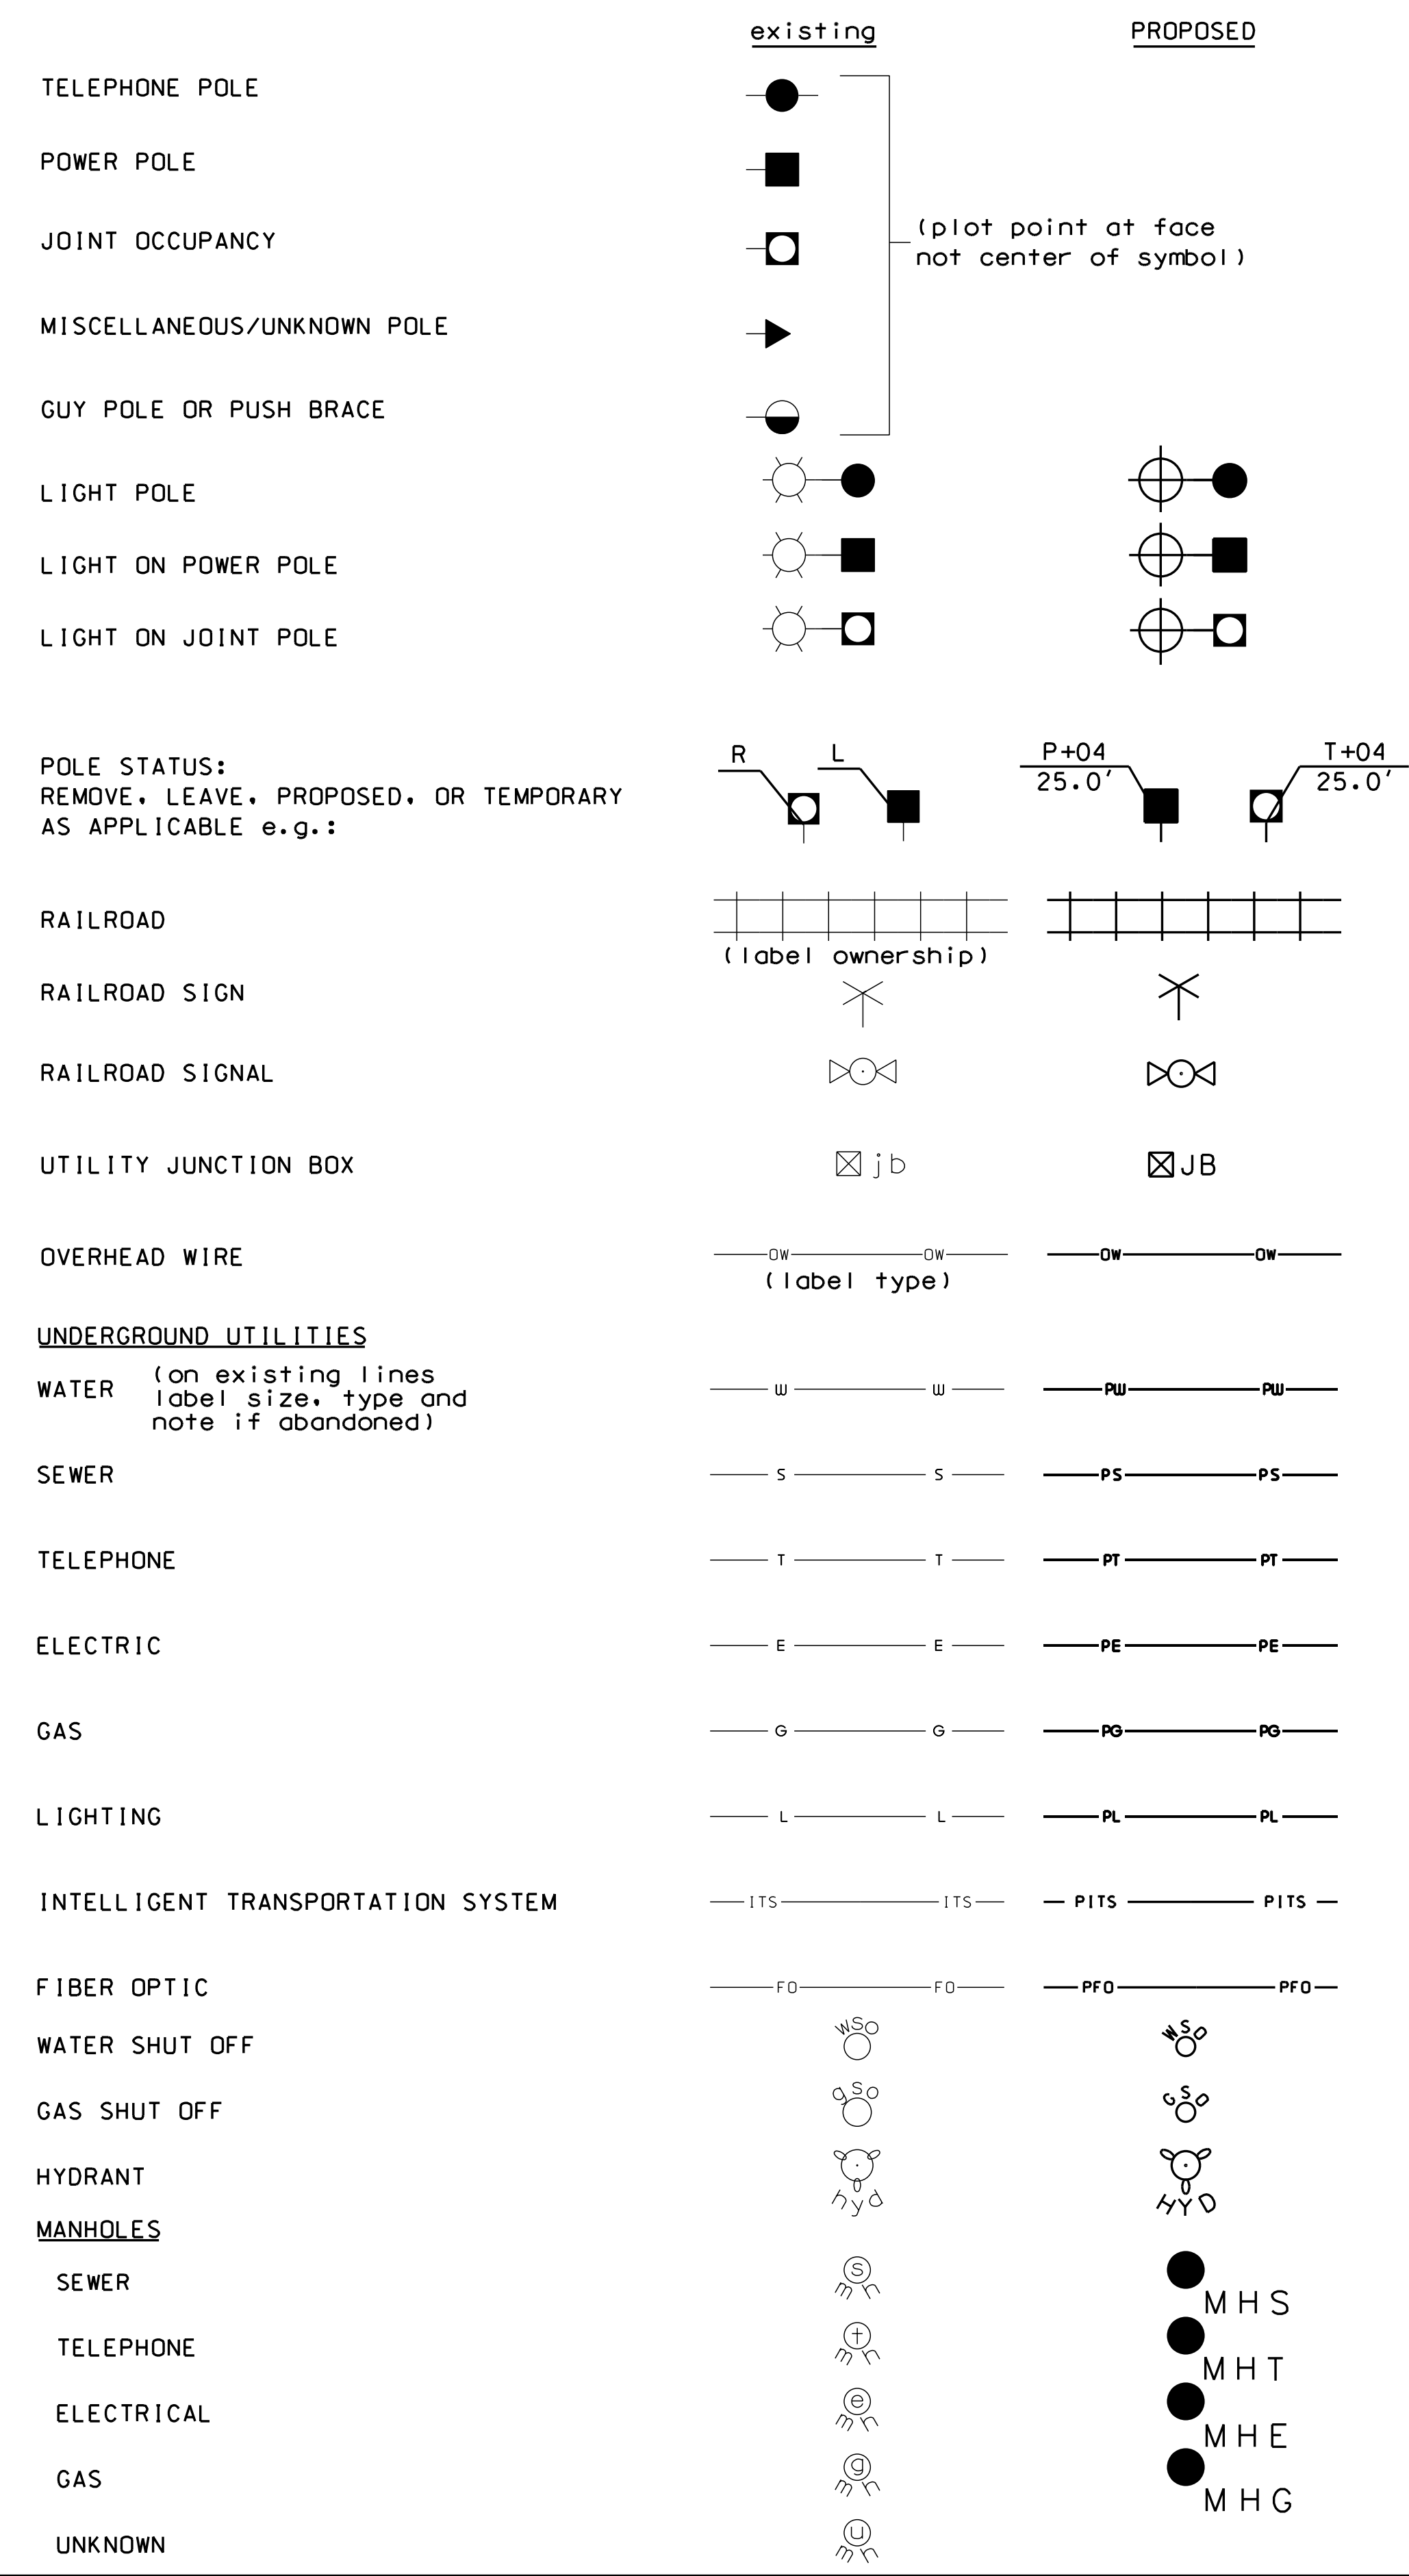 existing PROPOSED
TELEPHONE POLE
POWER POLE
JOINT OCCUPANCY
(plot point at face
not center of symbol)
MISCELLANEOUS/UNKNOWN POLE
GUY POLE OR PUSH BRACE
LIGHT POLE
LIGHT ON POWER POLE
LIGHT ON JOINT POLE
R L P+04 T+04
25.0' 25.0'
POLE STATUS:
REMOVE, LEAVE, PROPOSED, OR TEMPORARY
AS APPLICABLE e.g.:
RAILROAD
(label ownership)
RAILROAD SIGN
RAILROAD SIGNAL
UTILITY JUNCTION BOX jb JB
OVERHEAD WIRE OW OW OW OW
(label type)
UNDERGROUND UTILITIES
WATER (on existing lines
label size, type and
note if abandoned)
W W PW PW
SEWER S S PS PS
TELEPHONE T T PT PT
ELECTRIC E E PE PE
GAS G G PG PG
LIGHTING L L PL PL
INTELLIGENT TRANSPORTATION SYSTEM ITS ITS PITS PITS
FIBER OPTIC FO FO PFO PFO
WATER SHUT OFF wso WSO
GAS SHUT OFF gso GSO
HYDRANT hyd HYD
MANHOLES
SEWER s mh MHS
TELEPHONE t mh MHT
ELECTRICAL e mh MHE
GAS g mh MHG
UNKNOWN u mh